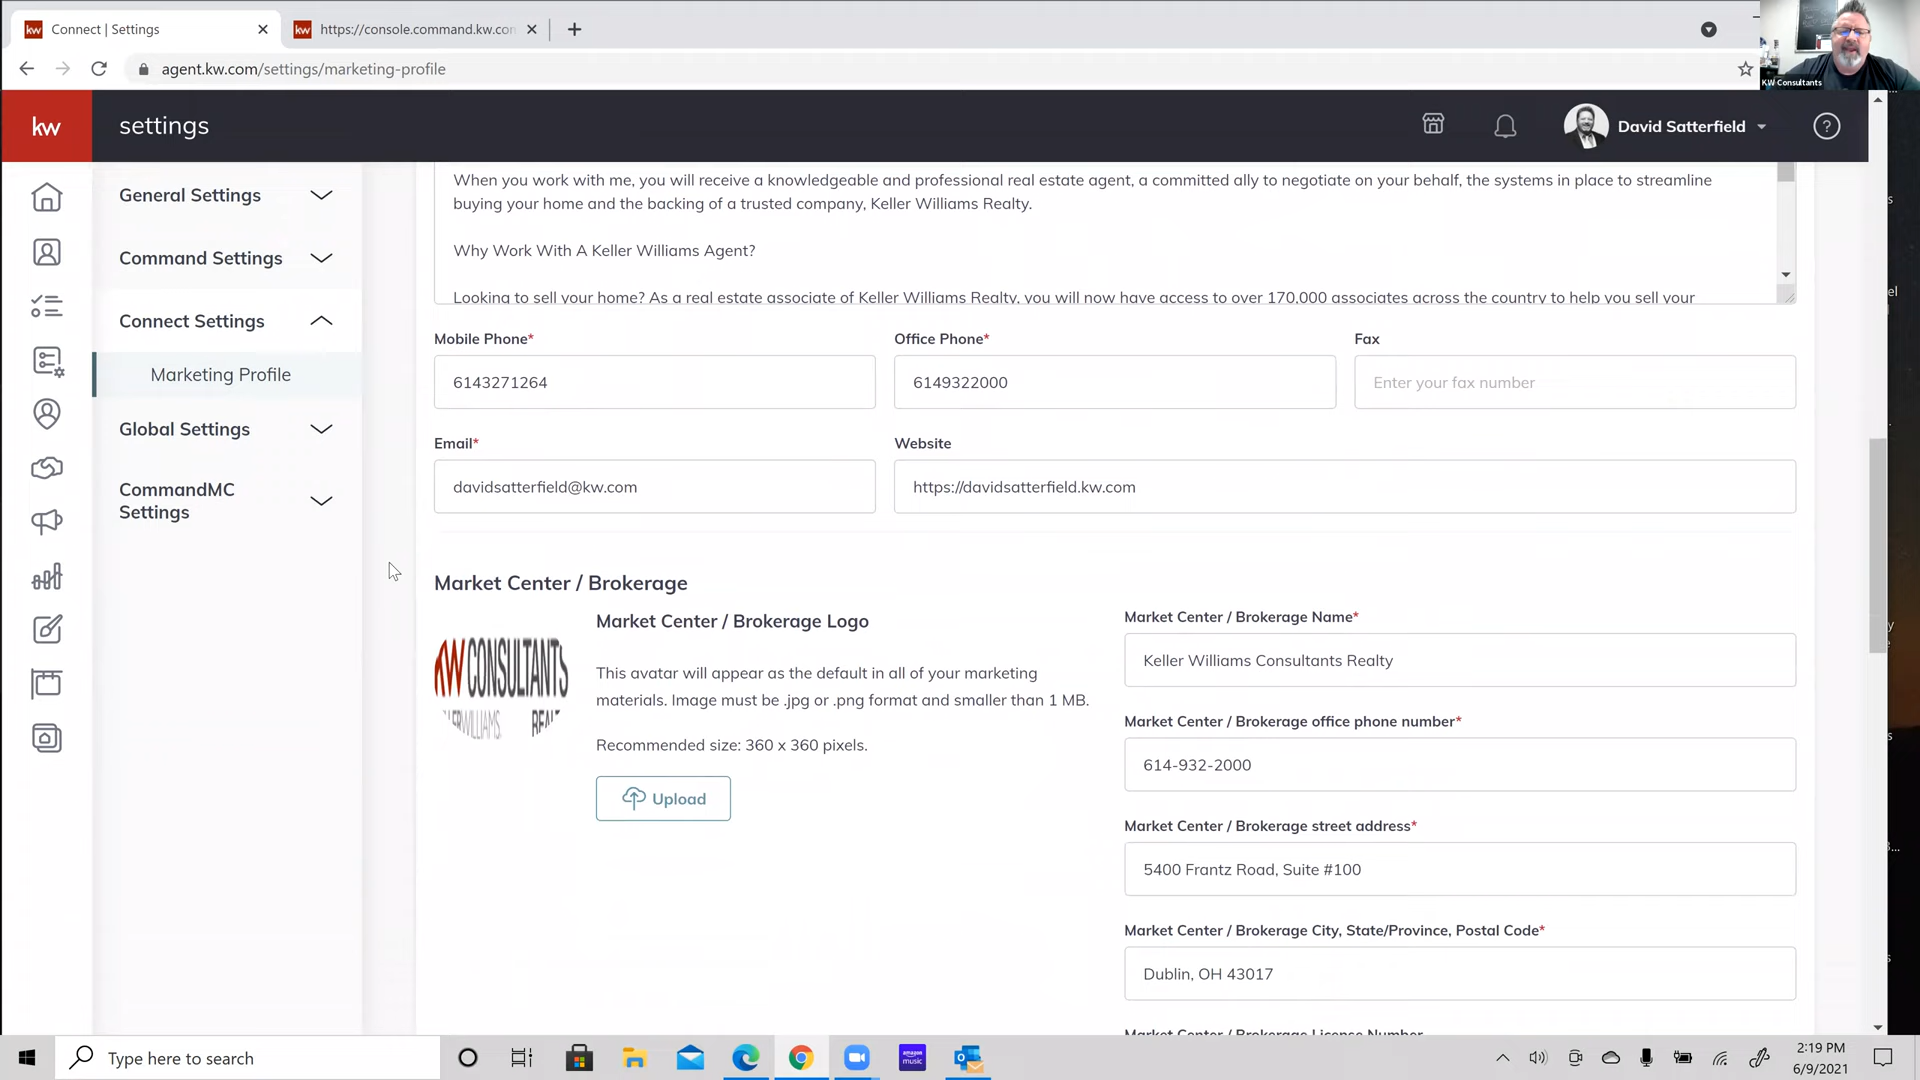 Connect | Settings
https://console.command.kw.con
agent.kw.com/settings/marketing-profile
KW Consultants
kw
settings
David Satterfield
General Settings
Command Settings
Connect Settings
Marketing Profile
Global Settings
CommandMC
Settings
When you work with me, you will receive a knowledgeable and professional real estate agent, a committed ally to negotiate on your behalf, the systems in place to streamline
buying your home and the backing of a trusted company, Keller Williams Realty.
Why Work With A Keller Williams Agent?
Looking to sell your home? As a real estate associate of Keller Williams Realty, you will now have access to over 170,000 associates across the country to help you sell your
Mobile Phone*
Office Phone*
Fax
6143271264
6149322000
Enter your fax number
Email*
Website
davidsatterfield@kw.com
https://davidsatterfield.kw.com
Market Center / Brokerage
Market Center / Brokerage Logo
KW CONSULTANTS
This avatar will appear as the default in all of your marketing
materials. Image must be .jpg or .png format and smaller than 1 MB.
Recommended size: 360 x 360 pixels.
Upload
Market Center / Brokerage Name*
Keller Williams Consultants Realty
Market Center / Brokerage office phone number*
614-932-2000
Market Center / Brokerage street address*
5400 Frantz Road, Suite #100
Market Center / Brokerage City, State/Province, Postal Code*
Dublin, OH 43017
Market Center / Brokerage License Number
Type here to search
amazon
music
2:19 PM
6/9/2021